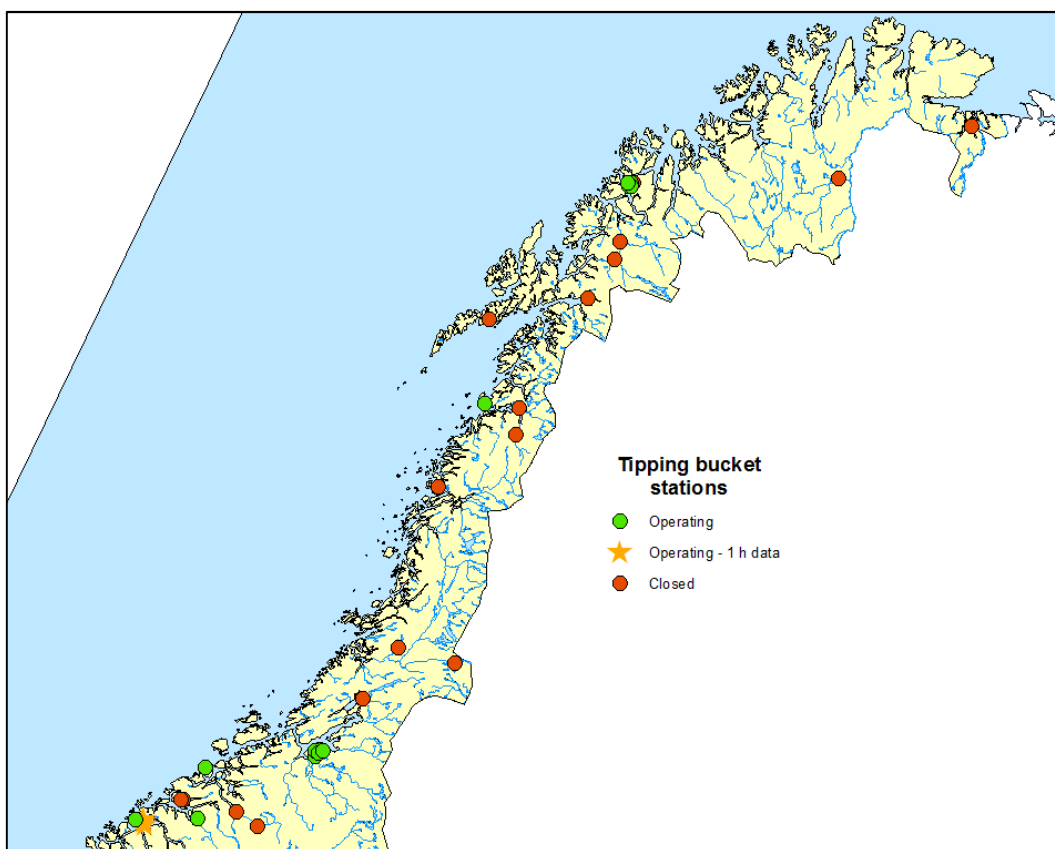 Tipping bucket
stations
Operating
Operating - 1 h data
Closed